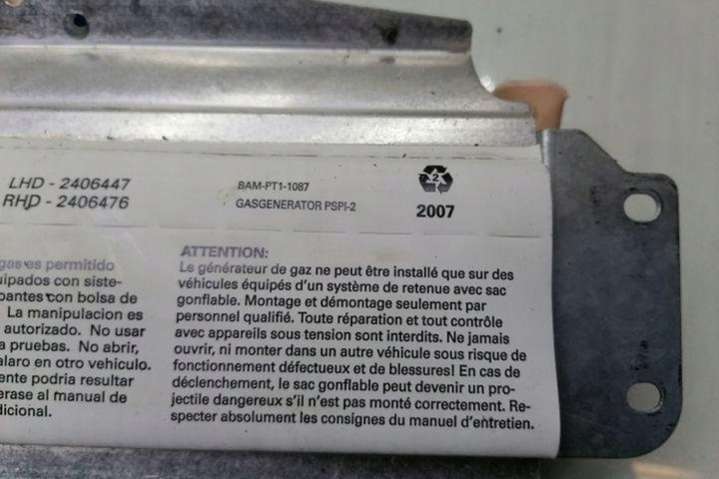 LHD - 2406447
RHD - 2406476
BAM-PT1-1087
GASGENERATOR PSPI-2
2
2007
gas es permitido
uipados con siste-
bantes con bolsa de
La manipulacion es
autorizado. No usar
a pruebas. No abrir,
alaro en otro vehiculo.
ente podria resultar
erase al manual de
dicional.
ATTENTION:
Le générateur de gaz ne peut être installé que sur des
véhicules équipés d'un système de retenue avec sac
gonflable. Montage et démontage seulement par
personnel qualifié. Toute réparation et tout contrôle
avec appareils sous tension sont interdits. Ne jamais
ouvrir, ni monter dans un autre véhicule sous risque de
fonctionnement défectueux et de blessures! En cas de
déclenchement, le sac gonflable peut devenir un pro-
jectile dangereux s'il n'est pas monté correctement. Re-
specter absolument les consignes du manuel d'entretien.